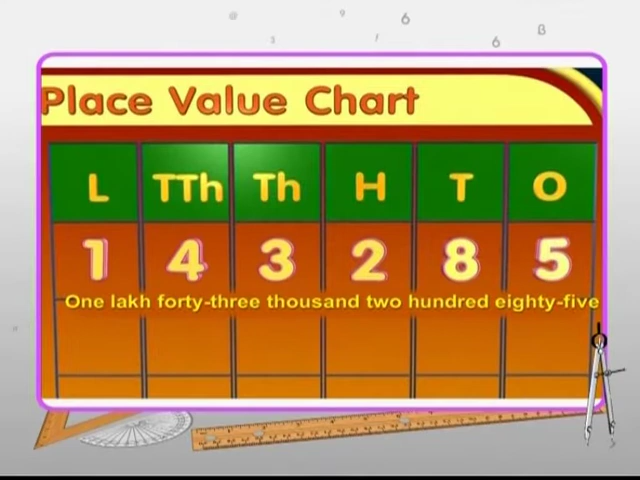 Place Value Chart
L TTh Th H T O
1 4 3 2 8 5
One lakh forty-three thousand two hundred eighty-five